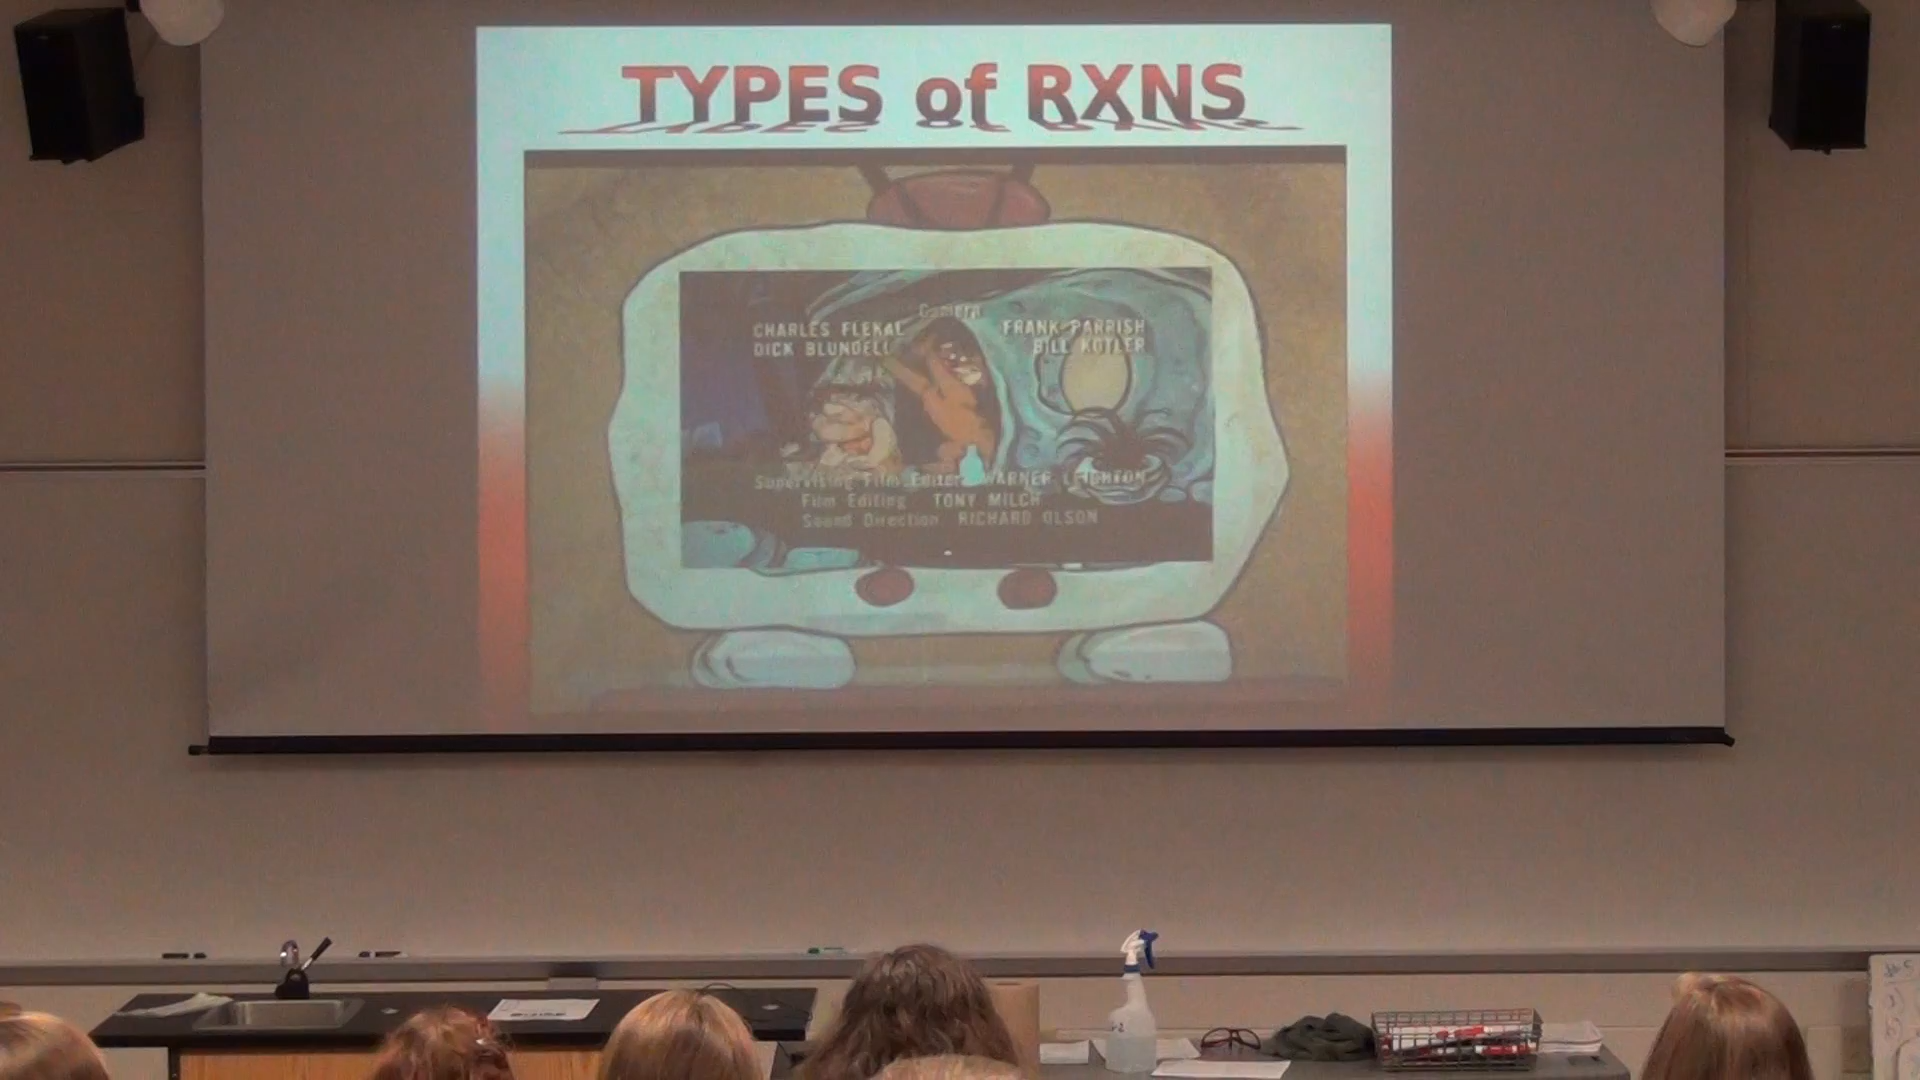 TYPES of RXNS
Camera
CHARLES FLEKAL FRANK PARRISH
DICK BLUNDELL BILL KOTLER
Supervising Film Editor WARNER LEIGHTON
Film Editing TONY MILCH
Sound Direction RICHARD OLSON